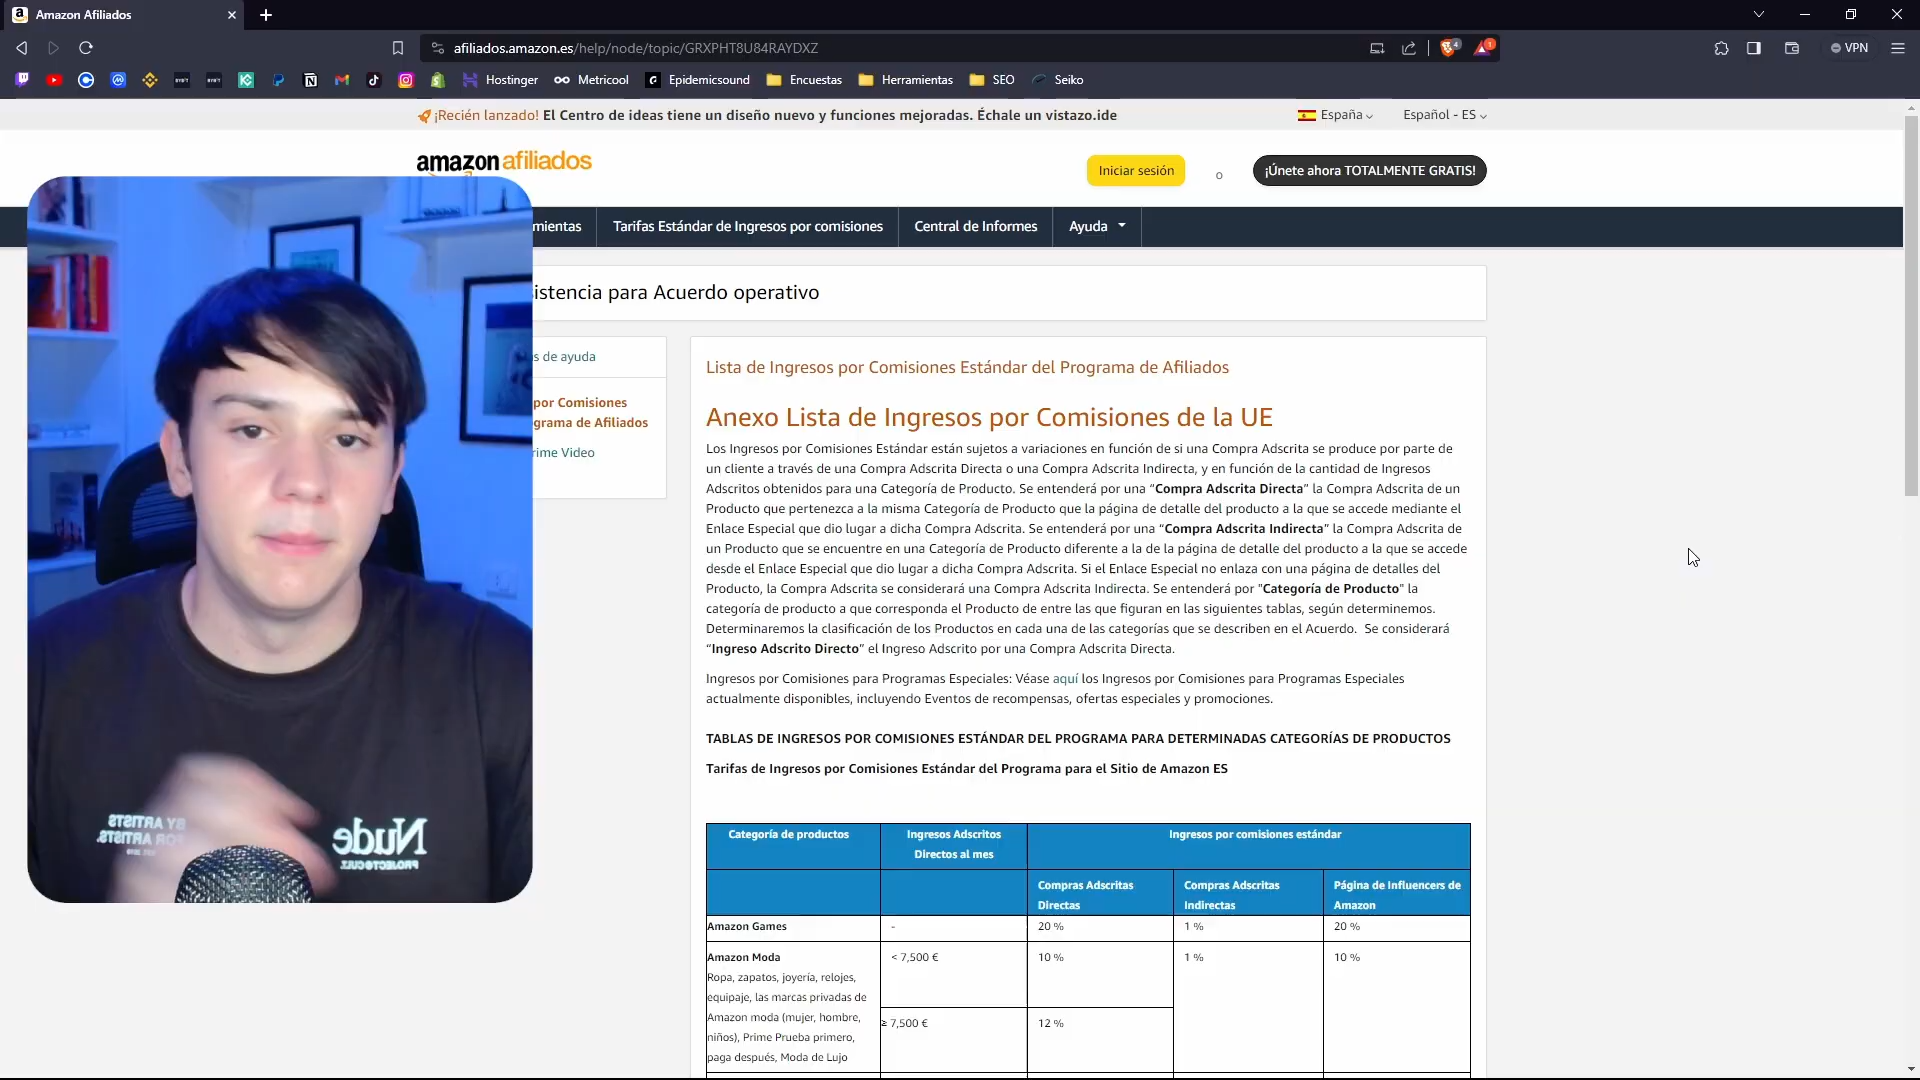 Amazon Afiliados
afiliados.amazon.es/help/node/topic/GRXPHT8U84RAYDXZ
4
1
VPN
Hostinger
Metricool
Epidemicsound
Encuestas
Herramientas
SEO
Seiko
¡Recién lanzado! El Centro de ideas tiene un diseño nuevo y funciones mejoradas. Échale un vistazo.ide
España
Español - ES
amazon afiliados
Iniciar sesión
o
¡Únete ahora TOTALMENTE GRATIS!
mientas
Tarifas Estándar de Ingresos por comisiones
Central de Informes
Ayuda
istencia para Acuerdo operativo
s de ayuda
por Comisiones
grama de Afiliados
rime Video
Lista de Ingresos por Comisiones Estándar del Programa de Afiliados
Anexo Lista de Ingresos por Comisiones de la UE
Los Ingresos por Comisiones Estándar están sujetos a variaciones en función de si una Compra Adscrita se produce por parte de
un cliente a través de una Compra Adscrita Directa o una Compra Adscrita Indirecta, y en función de la cantidad de Ingresos
Adscritos obtenidos para una Categoría de Producto. Se entenderá por una “Compra Adscrita Directa” la Compra Adscrita de un
Producto que pertenezca a la misma Categoría de Producto que la página de detalle del producto a la que se accede mediante el
Enlace Especial que dio lugar a dicha Compra Adscrita. Se entenderá por una “Compra Adscrita Indirecta” la Compra Adscrita de
un Producto que se encuentre en una Categoría de Producto diferente a la de la página de detalle del producto a la que se accede
desde el Enlace Especial que dio lugar a dicha Compra Adscrita. Si el Enlace Especial no enlaza con una página de detalles del
Producto, la Compra Adscrita se considerará una Compra Adscrita Indirecta. Se entenderá por "Categoría de Producto" la
categoría de producto a que corresponda el Producto de entre las que figuran en las siguientes tablas, según determinemos.
Determinaremos la clasificación de los Productos en cada una de las categorías que se describen en el Acuerdo. Se considerará
“Ingreso Adscrito Directo” el Ingreso Adscrito por una Compra Adscrita Directa.
Ingresos por Comisiones para Programas Especiales: Véase aquí los Ingresos por Comisiones para Programas Especiales
actualmente disponibles, incluyendo Eventos de recompensas, ofertas especiales y promociones.
TABLAS DE INGRESOS POR COMISIONES ESTÁNDAR DEL PROGRAMA PARA DETERMINADAS CATEGORÍAS DE PRODUCTOS
Tarifas de Ingresos por Comisiones Estándar del Programa para el Sitio de Amazon ES
Categoría de productos
Ingresos Adscritos
Directos al mes
Ingresos por comisiones estándar
Compras Adscritas
Directas
Compras Adscritas
Indirectas
Página de Influencers de
Amazon
Amazon Games
-
20 %
1 %
20 %
Amazon Moda
Ropa, zapatos, joyería, relojes,
equipaje, las marcas privadas de
Amazon moda (mujer, hombre,
niños), Prime Prueba primero,
paga después, Moda de Lujo
< 7,500 €
10 %
1 %
10 %
≥ 7,500 €
12 %
BY ARTISTS
FOR ARTISTS.
Nude
PROJECT@CULT.